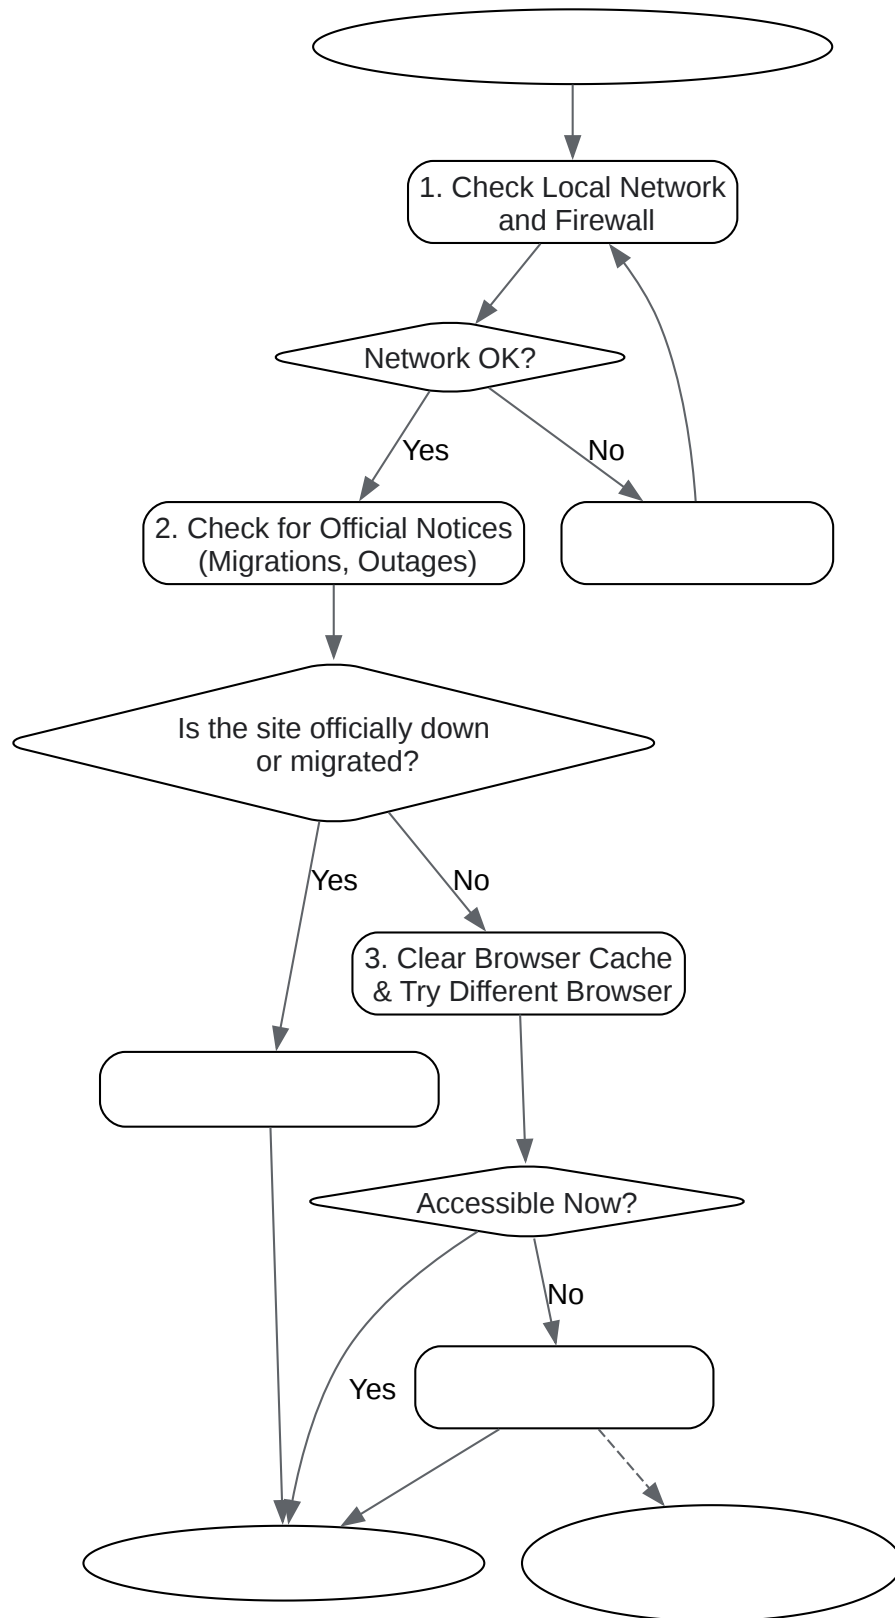 1. Check Local Network
and Firewall
Network OK?
Yes
No
2. Check for Official Notices
(Migrations, Outages)
Is the site officially down
or migrated?
Yes
No
3. Clear Browser Cache
& Try Different Browser
Accessible Now?
No
Yes